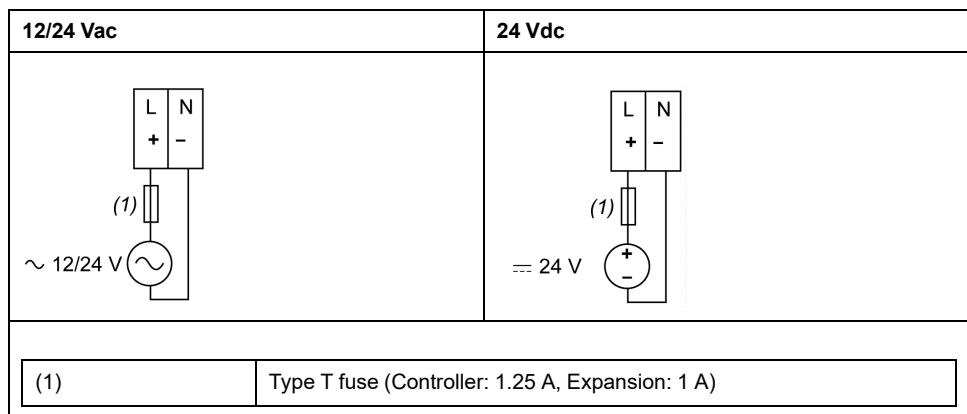 12/24 Vac
24 Vdc
L N
+ –
(1)
~ 12/24 V
L N
+ –
(1)
⎓ 24 V
+
–
(1) Type T fuse (Controller: 1.25 A, Expansion: 1 A)